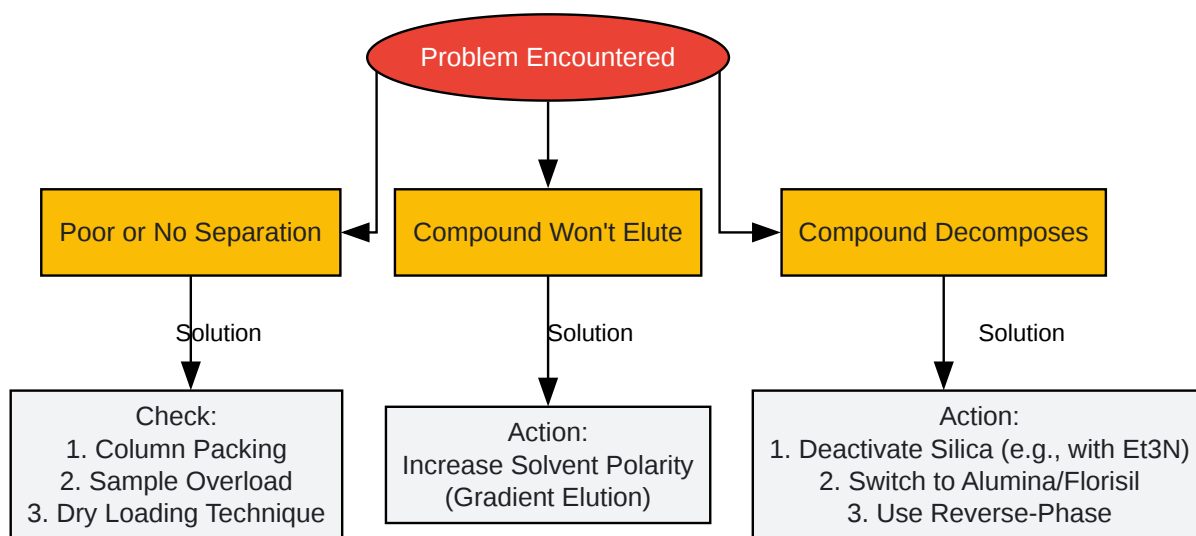 Problem Encountered
Poor or No Separation
Compound Won't Elute
Compound Decomposes
Solution
Solution
Solution
Check:
1. Column Packing
2. Sample Overload
3. Dry Loading Technique
Action:
Increase Solvent Polarity
(Gradient Elution)
Action:
1. Deactivate Silica (e.g., with Et3N)
2. Switch to Alumina/Florisil
3. Use Reverse-Phase